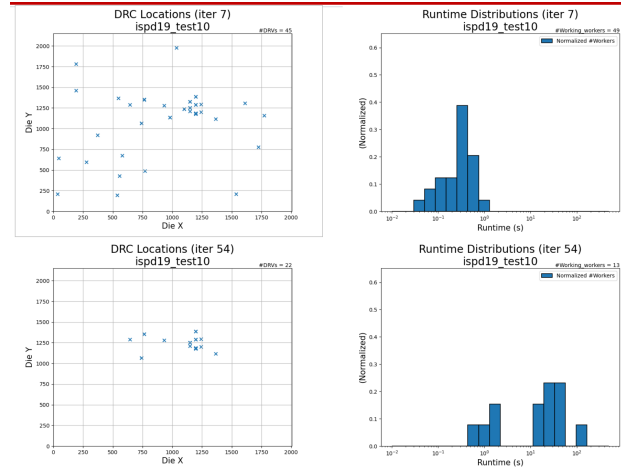 DRC Locations (iter 7)
ispd19_test10
#DRVs = 45
2000
1750
1500
1250
1000
750
500
250
0
Die Y
0 250 500 750 1000 1250 1500 1750 2000
Die X
Runtime Distributions (iter 7)
ispd19_test10
#Working_workers = 49
Normalized #Workers
0.6
0.5
0.4
0.3
0.2
0.1
0.0
(Normalized)
10⁻² 10⁻¹ 10⁰ 10¹ 10²
Runtime (s)
DRC Locations (iter 54)
ispd19_test10
#DRVs = 22
2000
1750
1500
1250
1000
750
500
250
0
Die Y
0 250 500 750 1000 1250 1500 1750 2000
Die X
Runtime Distributions (iter 54)
ispd19_test10
#Working_workers = 13
Normalized #Workers
0.6
0.5
0.4
0.3
0.2
0.1
0.0
(Normalized)
10⁻² 10⁻¹ 10⁰ 10¹ 10²
Runtime (s)